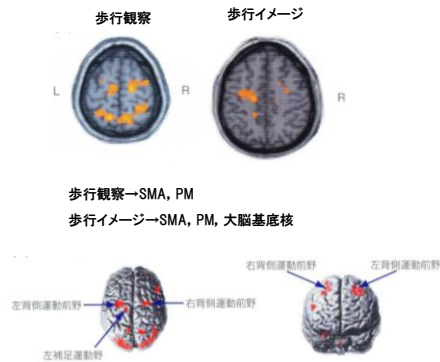 歩行観察
歩行イメージ
L
R
R
歩行観察→SMA, PM
歩行イメージ→SMA, PM, 大脳基底核
左背側運動前野
右背側運動前野
左補足運動野
右背側運動前野
左背側運動前野